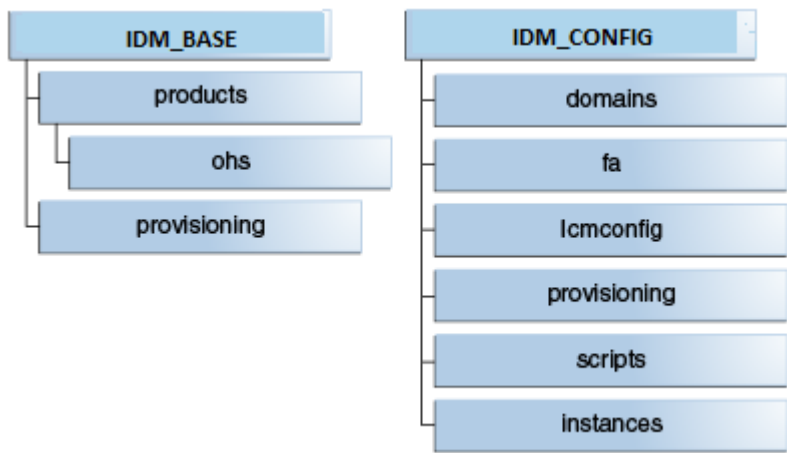 IDM_BASE
products
ohs
provisioning
IDM_CONFIG
domains
fa
lcmconfig
provisioning
scripts
instances